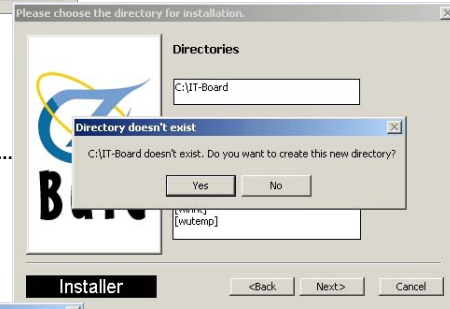 Please choose the directory for installation.
Directories
C:\IT-Board
Directory doesn't exist
C:\IT-Board doesn't exist. Do you want to create this new directory?
Yes No
[wutemp]
Installer
<Back Next> Cancel